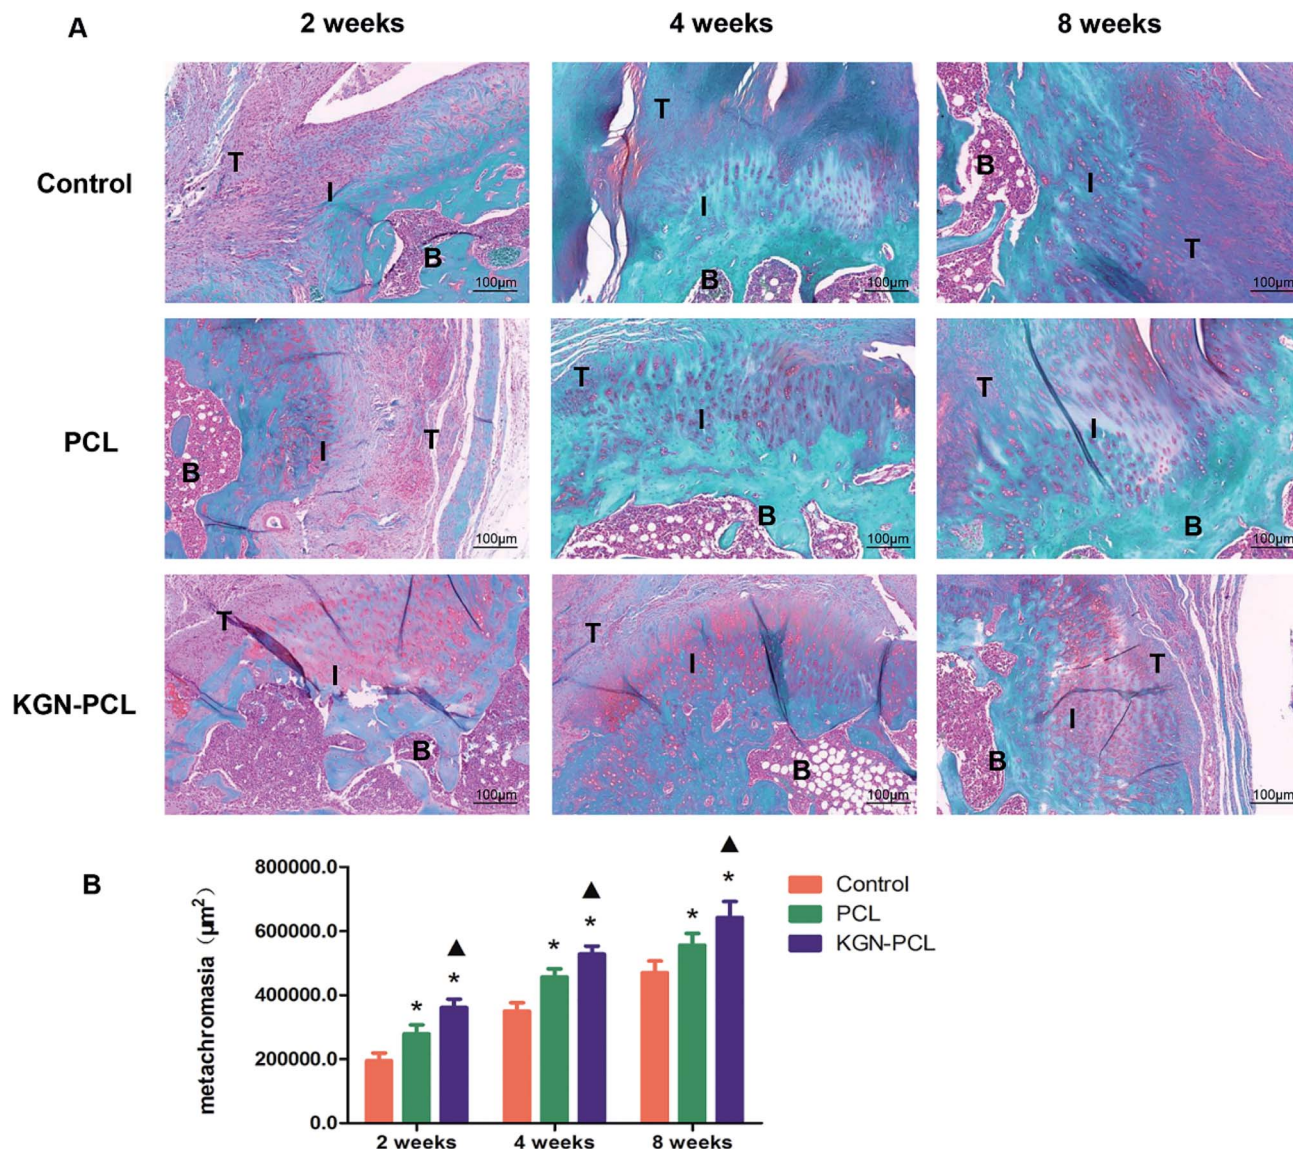 A 2 weeks 4 weeks 8 weeks
Control
T I B 100μm
T I B 100μm
B I T 100μm
PCL
B I T 100μm
T I B 100μm
T I B 100μm
KGN-PCL
T I B 100μm
T I B 100μm
B I T 100μm
B
metachromasia (μm²)
800000.0
600000.0
400000.0
200000.0
0.0
▲
*
*
▲
*
*
▲
*
*
2 weeks 4 weeks 8 weeks
Control
PCL
KGN-PCL